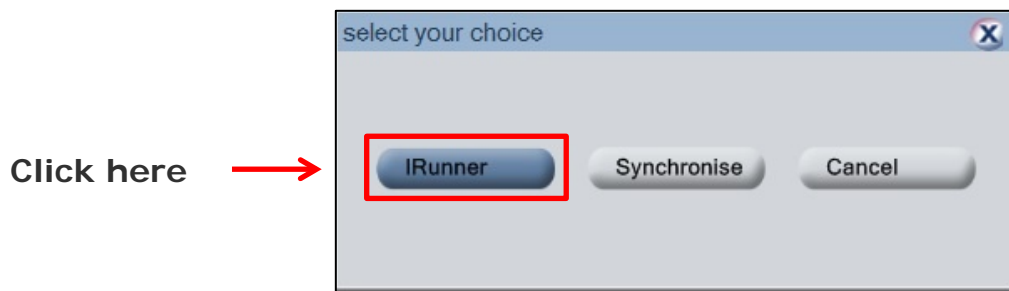 select your choice
Click here
IRunner
Synchronise
Cancel